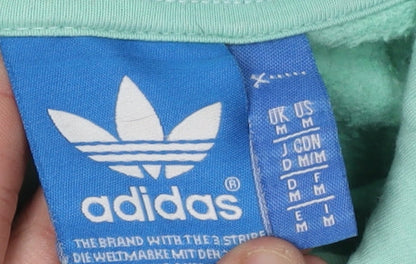 adidas®
THE BRAND WITH THE 3 STRIPE
DIE WELTMARKE MIT DEN
UK US
M M
J CDN
D M/M
D F
M M
E I
M M